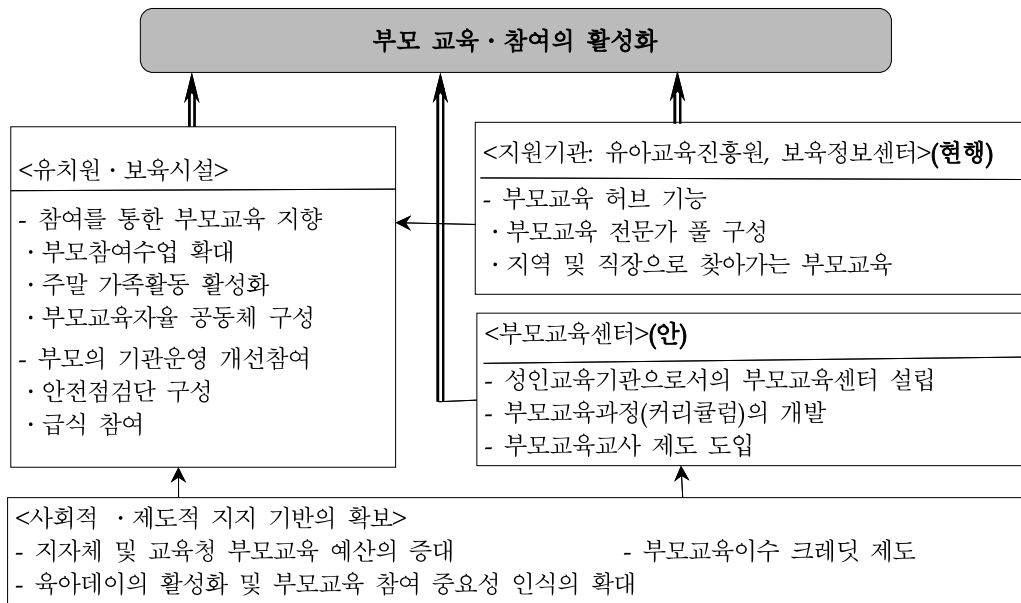 부모 교육·참여의 활성화
<유치원·보육시설>
- 참여를 통한 부모교육 지향
·부모참여수업 확대
·주말 가족활동 활성화
·부모교육자율 공동체 구성
- 부모의 기관운영 개선참여
·안전점검단 구성
·급식 참여
<지원기관: 유아교육진흥원, 보육정보센터>(현행)
- 부모교육 허브 기능
·부모교육 전문가 풀 구성
·지역 및 직장으로 찾아가는 부모교육
<부모교육센터>(안)
- 성인교육기관으로서의 부모교육센터 설립
- 부모교육과정(커리큘럼)의 개발
- 부모교육교사 제도 도입
<사회적 ·제도적 지지 기반의 확보>
- 지자체 및 교육청 부모교육 예산의 증대 - 부모교육이수 크레딧 제도
- 육아데이의 활성화 및 부모교육 참여 중요성 인식의 확대